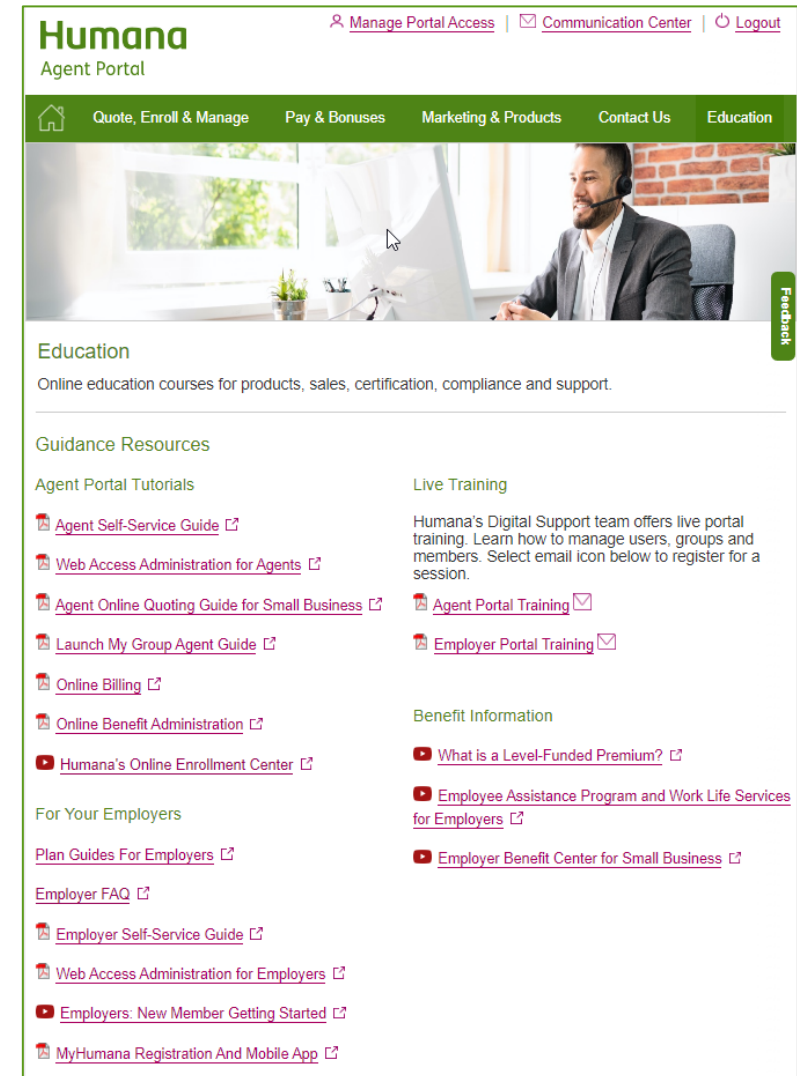 Humana
Agent Portal
Manage Portal Access | Communication Center | Logout
Quote, Enroll & Manage Pay & Bonuses Marketing & Products Contact Us Education
Feedback
Education
Online education courses for products, sales, certification, compliance and support.
Guidance Resources
Agent Portal Tutorials
Agent Self-Service Guide
Web Access Administration for Agents
Agent Online Quoting Guide for Small Business
Launch My Group Agent Guide
Online Billing
Online Benefit Administration
Humana's Online Enrollment Center
For Your Employers
Plan Guides For Employers
Employer FAQ
Employer Self-Service Guide
Web Access Administration for Employers
Employers: New Member Getting Started
MyHumana Registration And Mobile App
Live Training
Humana's Digital Support team offers live portal
training. Learn how to manage users, groups and
members. Select email icon below to register for a
session.
Agent Portal Training
Employer Portal Training
Benefit Information
What is a Level-Funded Premium?
Employee Assistance Program and Work Life Services
for Employers
Employer Benefit Center for Small Business